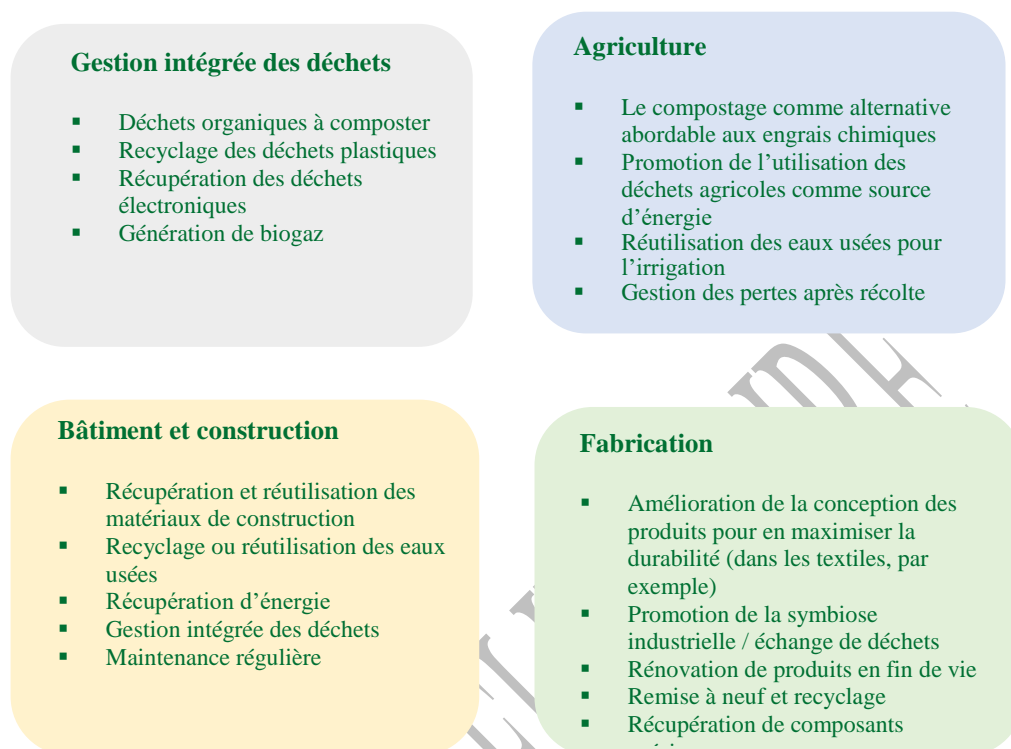 Gestion intégrée des déchets
▪ Déchets organiques à composter
▪ Recyclage des déchets plastiques
▪ Récupération des déchets
électroniques
▪ Génération de biogaz
Agriculture
▪ Le compostage comme alternative
abordable aux engrais chimiques
▪ Promotion de l’utilisation des
déchets agricoles comme source
d’énergie
▪ Réutilisation des eaux usées pour
l’irrigation
▪ Gestion des pertes après récolte
Bâtiment et construction
▪ Récupération et réutilisation des
matériaux de construction
▪ Recyclage ou réutilisation des eaux
usées
▪ Récupération d’énergie
▪ Gestion intégrée des déchets
▪ Maintenance régulière
Fabrication
▪ Amélioration de la conception des
produits pour en maximiser la
durabilité (dans les textiles, par
exemple)
▪ Promotion de la symbiose
industrielle / échange de déchets
▪ Rénovation de produits en fin de vie
▪ Remise à neuf et recyclage
▪ Récupération de composants